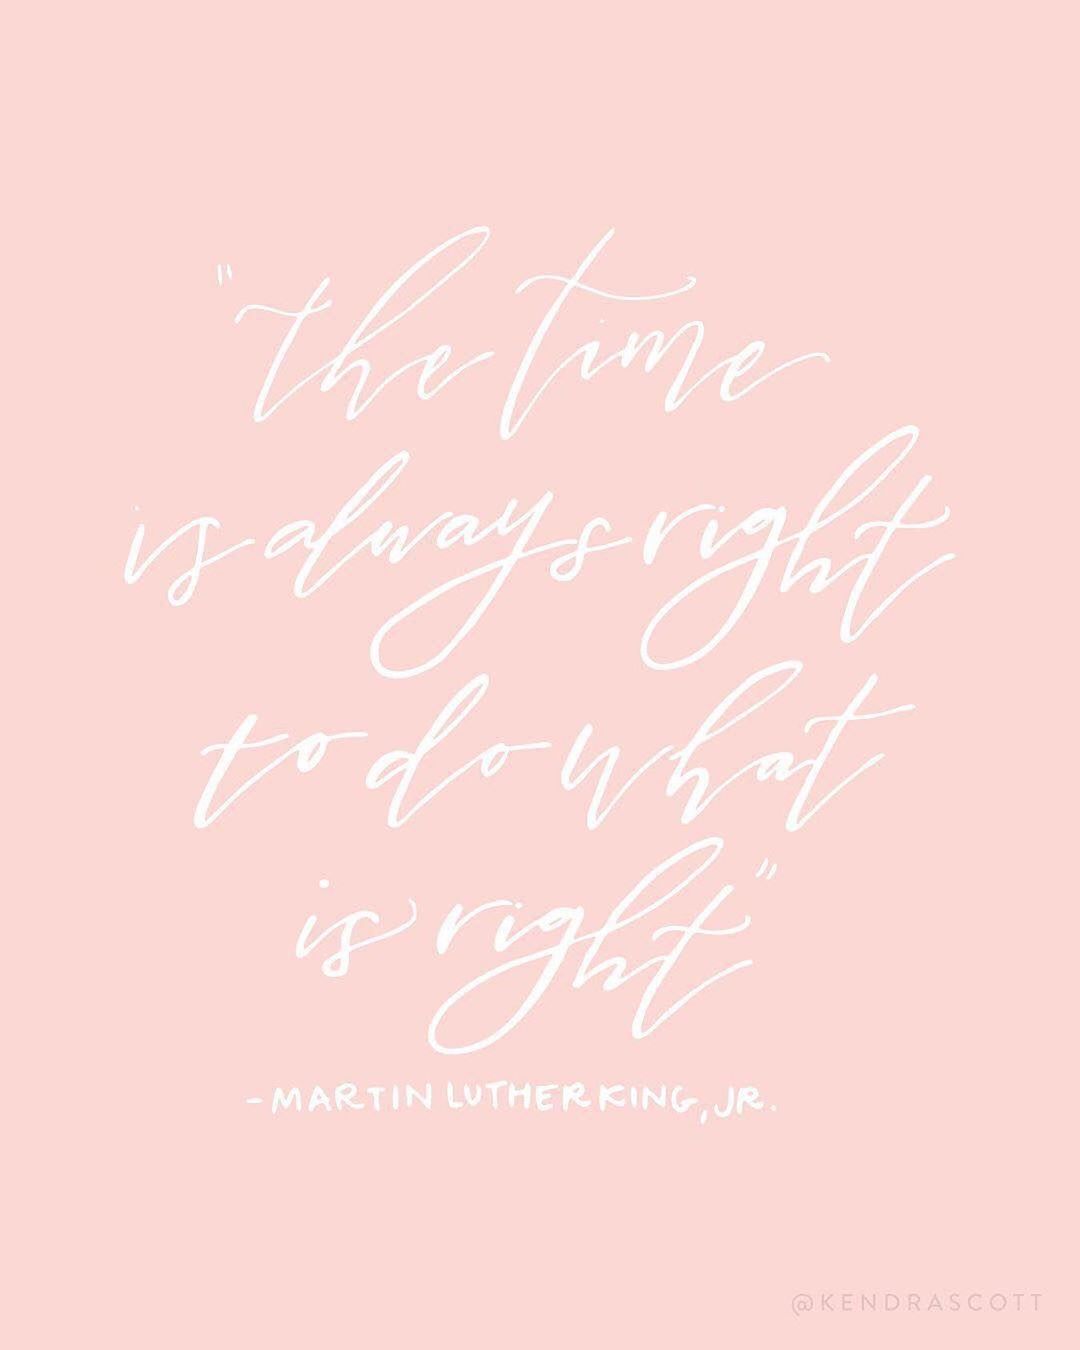 "the time
is always right
to do what
is right"
-MARTIN LUTHER KING, JR.
@KENDRASCOTT